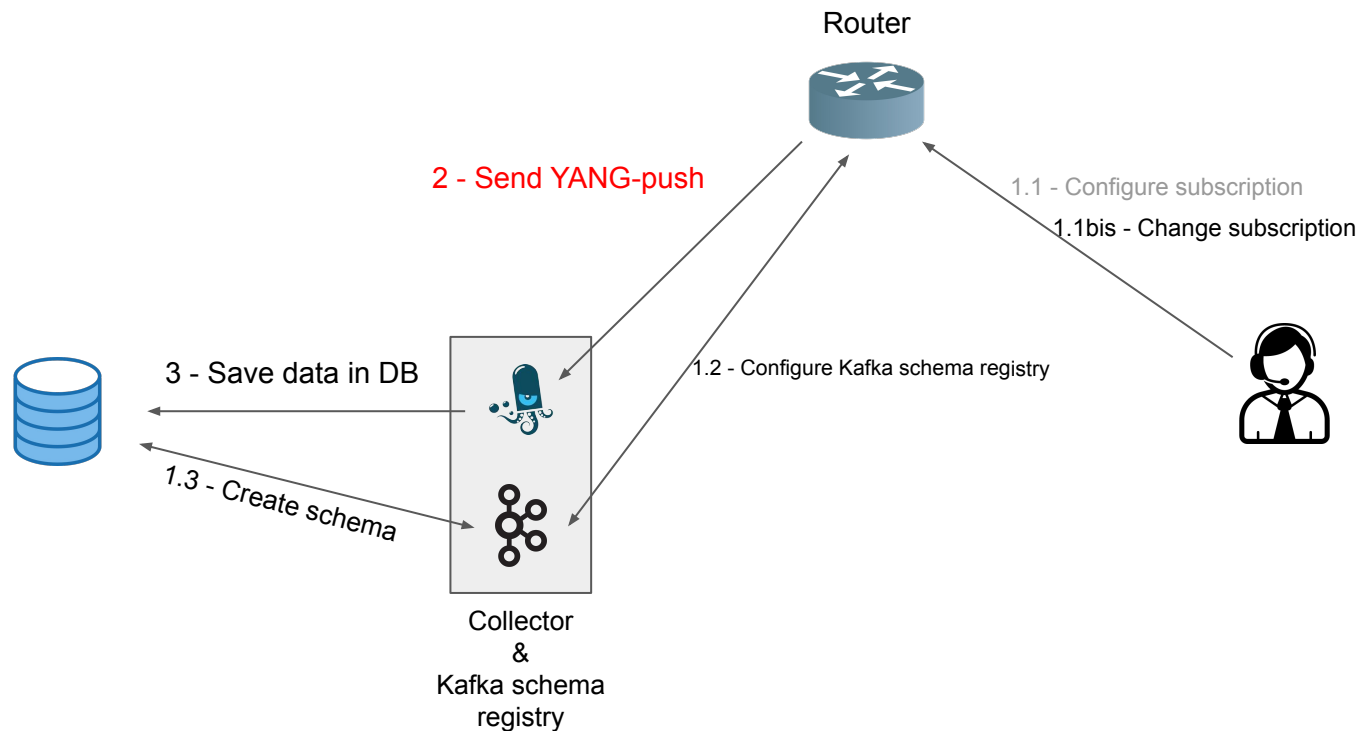 Router
2 - Send YANG-push
1.1 - Configure subscription
1.1bis - Change subscription
3 - Save data in DB
1.2 - Configure Kafka schema registry
1.3 - Create schema
Collector
&
Kafka schema
registry